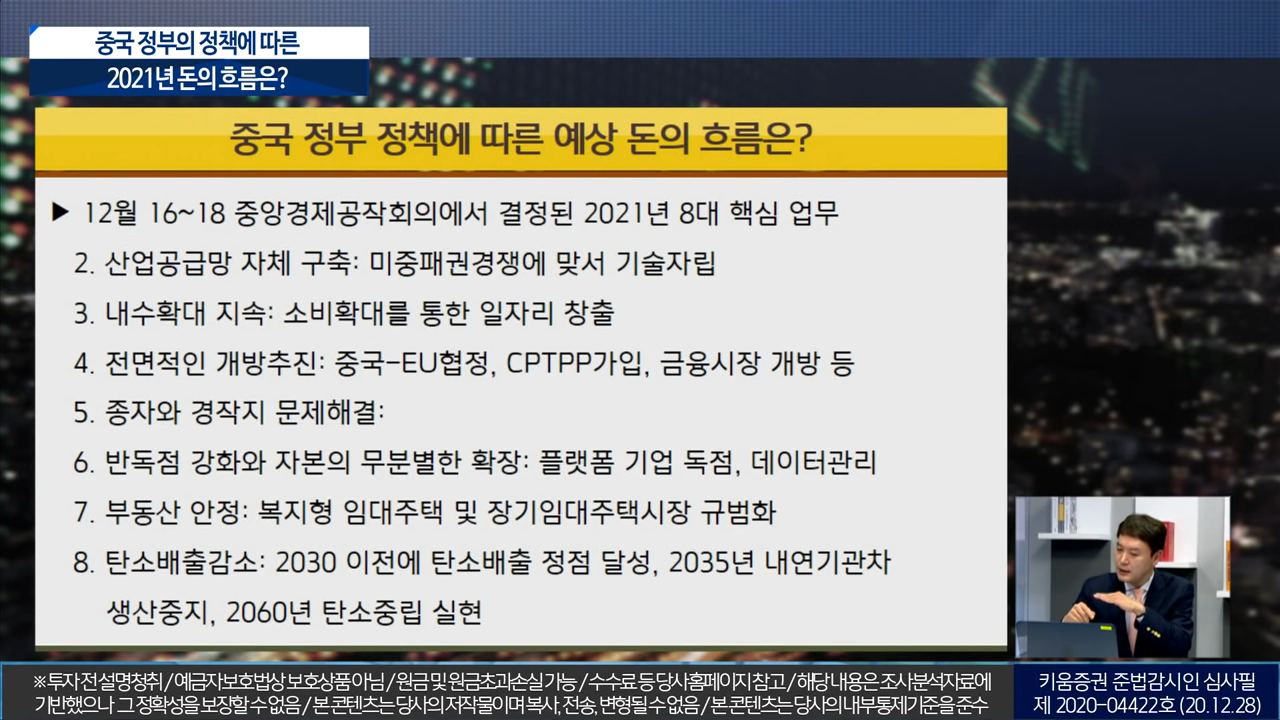 중국 정부의 정책에 따른
2021년 돈의 흐름은?
중국 정부 정책에 따른 예상 돈의 흐름은?
▶ 12월 16~18 중앙경제공작회의에서 결정된 2021년 8대 핵심 업무
2. 산업공급망 자체 구축: 미중패권경쟁에 맞서 기술자립
3. 내수확대 지속: 소비확대를 통한 일자리 창출
4. 전면적인 개방추진: 중국-EU협정, CPTPP가입, 금융시장 개방 등
5. 종자와 경작지 문제해결:
6. 반독점 강화와 자본의 무분별한 확장: 플랫폼 기업 독점, 데이터관리
7. 부동산 안정: 복지형 임대주택 및 장기임대주택시장 규범화
8. 탄소배출감소: 2030 이전에 탄소배출 정점 달성, 2035년 내연기관차
생산중지, 2060년 탄소중립 실현
※ 투자 전 설명청취 / 예금자보호법상 보호상품 아님 / 원금 및 원금초과손실 가능 / 수수료 등 당사홈페이지 참고 / 해당 내용은 조사분석자료에
기반했으나 그 정확성을 보장할 수 없음 / 본 콘텐츠는 당사의 저작물이며 복사, 전송, 변형될 수 없음 / 본 콘텐츠는 당사의 내부통제기준을 준수
키움증권 준법감시인 심사필
제 2020-04422호 (20.12.28)